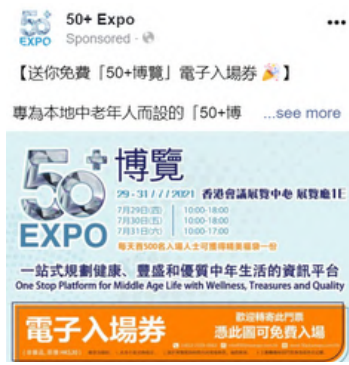 50+ Expo
Sponsored ·
【送你免費「50+博覽」電子入場券 🎉】
專為本地中老年人而設的「50+博 ...see more
50+
EXPO
博覽
29-31/7/2021 香港會議展覽中心 展覽廳1E
7月29日(四) 10:00-18:00
7月30日(五) 10:00-18:00
7月31日(六) 10:00-17:00
每天首500名入場人士可獲得精美福袋一份
一站式規劃健康、豐盛和優質中年生活的資訊平台
One Stop Platform for Middle Age Life with Wellness, Treasures and Quality
電子入場券
歡迎轉寄此門票
憑此圖可免費入場